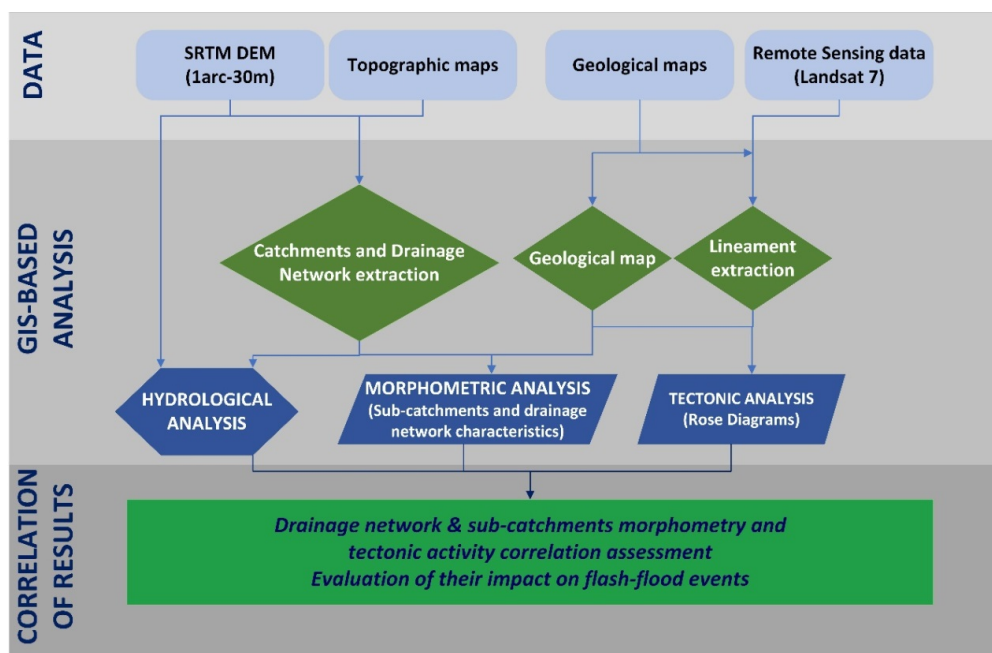 DATA
SRTM DEM
(1arc-30m)
Topographic maps
Geological maps
Remote Sensing data
(Landsat 7)
GIS-BASED
ANALYSIS
Catchments and Drainage
Network extraction
Geological map
Lineament
extraction
HYDROLOGICAL
ANALYSIS
MORPHOMETRIC ANALYSIS
(Sub-catchments and drainage
network characteristics)
TECTONIC ANALYSIS
(Rose Diagrams)
CORRELATION
OF RESULTS
Drainage network & sub-catchments morphometry and
tectonic activity correlation assessment
Evaluation of their impact on flash-flood events